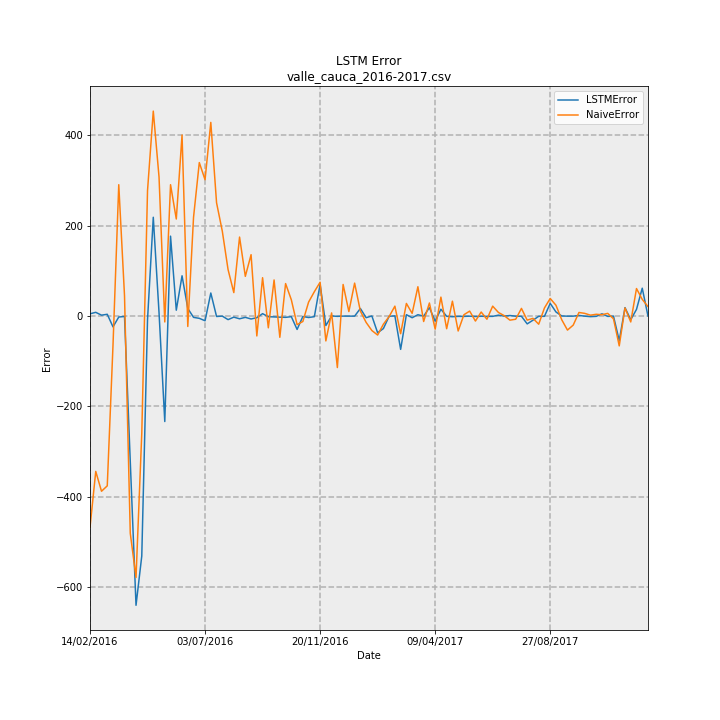 LSTM Error
valle_cauca_2016-2017.csv
LSTMError
NaiveError
400
200
0
−200
−400
−600
Error
14/02/2016
03/07/2016
20/11/2016
09/04/2017
27/08/2017
Date